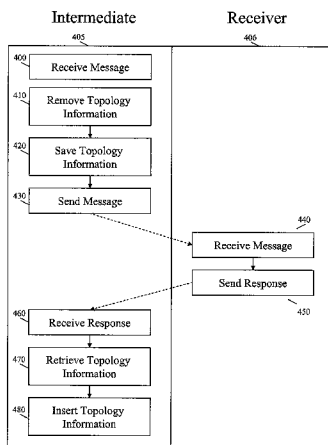 Intermediate
Receiver
405
406
400
Receive Message
410
Remove Topology
Information
420
Save Topology
Information
430
Send Message
440
Receive Message
Send Response
450
460
Receive Response
470
Retrieve Topology
Information
480
Insert Topology
Information